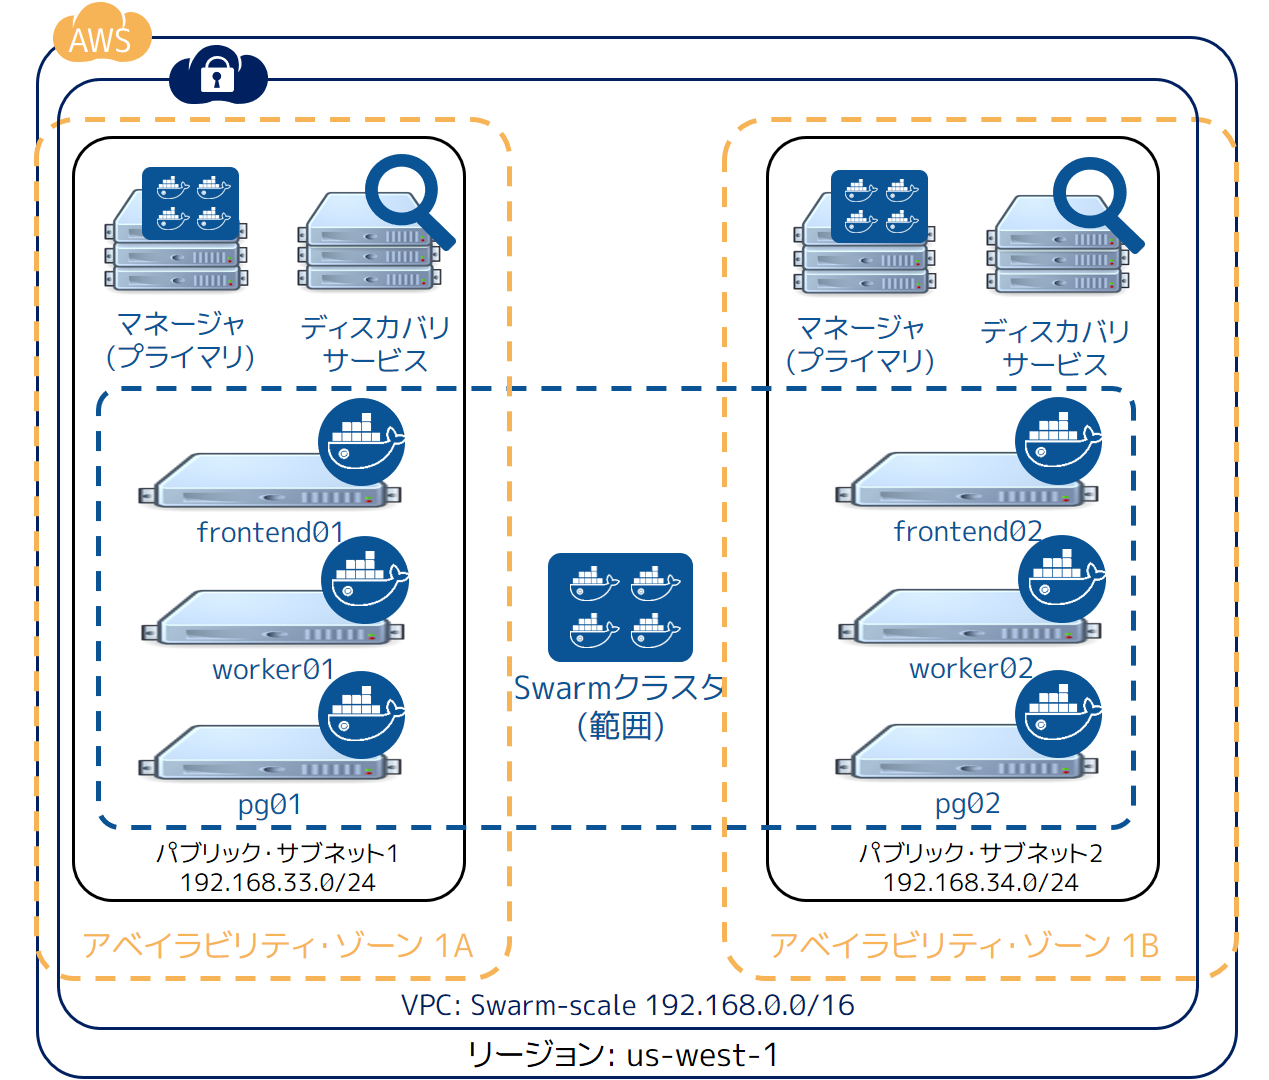 AWS
マネージャ
(プライマリ)
ディスカバリ
サービス
マネージャ
(プライマリ)
ディスカバリ
サービス
frontend01
worker01
pg01
Swarmクラスタ
(範囲)
frontend02
worker02
pg02
パブリック・サブネット1
192.168.33.0/24
パブリック・サブネット2
192.168.34.0/24
アベイラビリティ・ゾーン 1A
アベイラビリティ・ゾーン 1B
VPC: Swarm-scale 192.168.0.0/16
リージョン: us-west-1